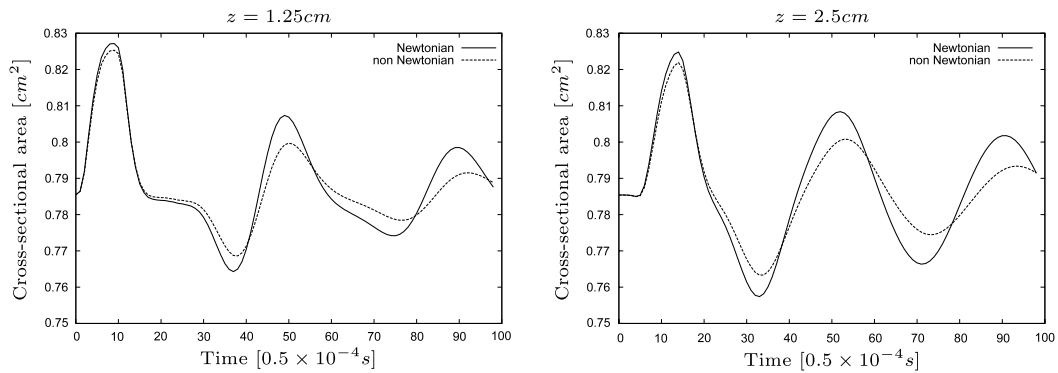 z = 1.25cm
0.83
0.82
0.81
0.8
0.79
0.78
0.77
0.76
0.75
Cross-sectional area [cm²]
Newtonian
non Newtonian
0 10 20 30 40 50 60 70 80 90 100
Time [0.5 × 10⁻⁴s]
z = 2.5cm
0.83
0.82
0.81
0.8
0.79
0.78
0.77
0.76
0.75
Cross-sectional area [cm²]
Newtonian
non Newtonian
0 10 20 30 40 50 60 70 80 90 100
Time [0.5 × 10⁻⁴s]